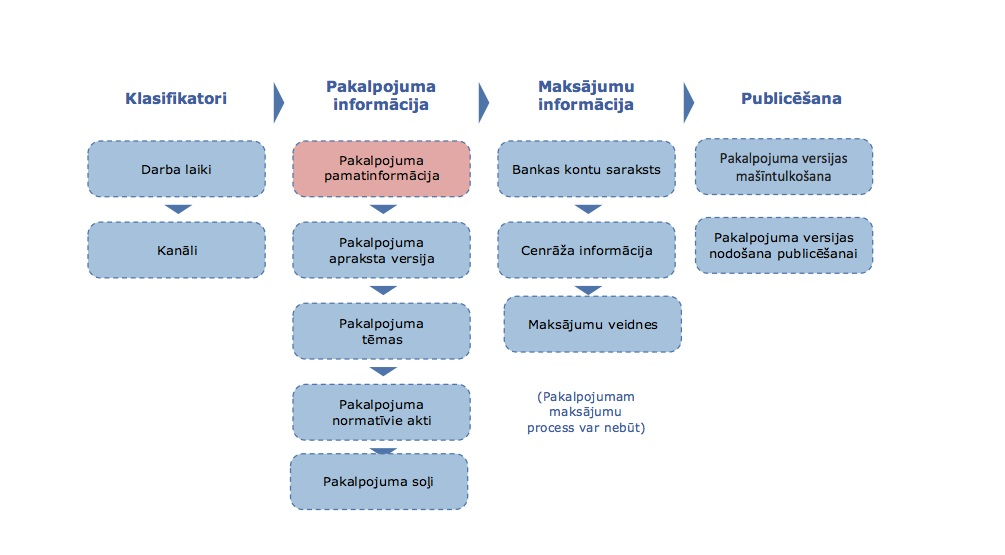 Klasifikatori
Darba laiki
Kanāli
Pakalpojuma
informācija
Pakalpojuma
pamatinformācija
Pakalpojuma
apraksta versija
Pakalpojuma
tēmas
Pakalpojuma
normatīvie akti
Pakalpojuma soļi
Maksājumu
informācija
Bankas kontu saraksts
Cenrāža informācija
Maksājumu veidnes
(Pakalpojumam
maksājumu
process var nebūt)
Publicēšana
Pakalpojuma versijas
mašīntulkošana
Pakalpojuma versijas
nodošana publicēšanai